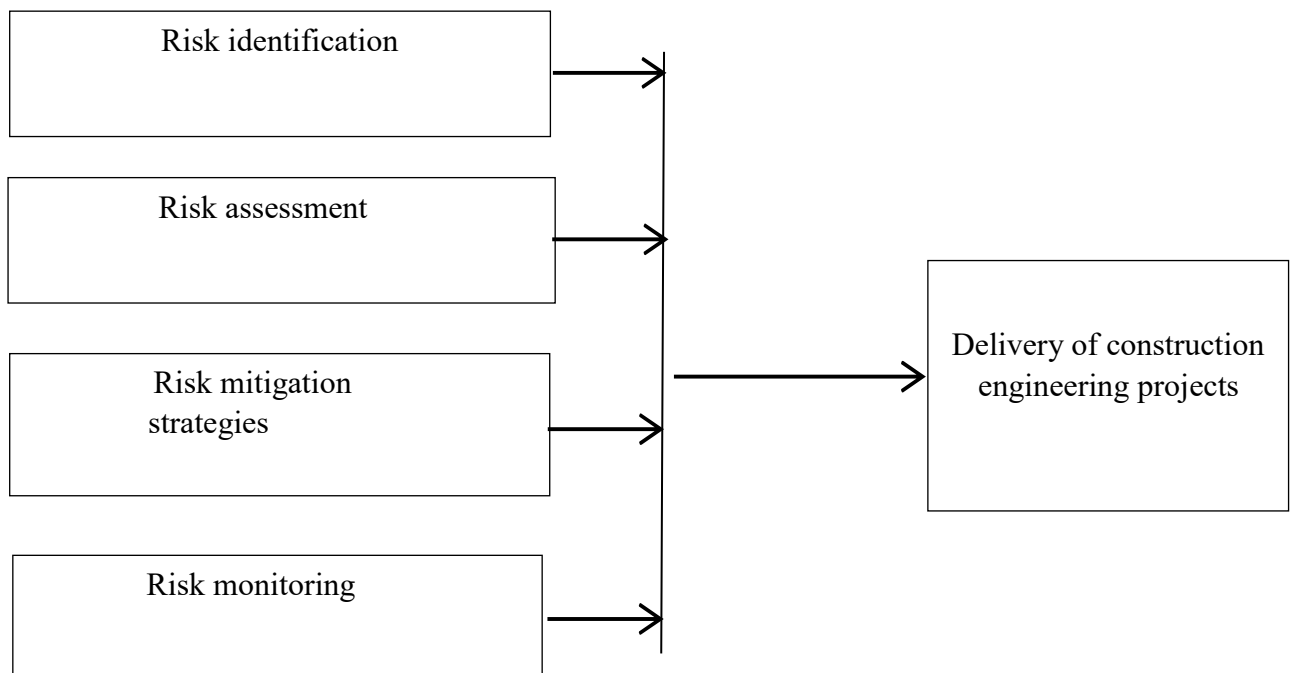 Risk identification
Risk assessment
Risk mitigation
strategies
Risk monitoring
Delivery of construction
engineering projects